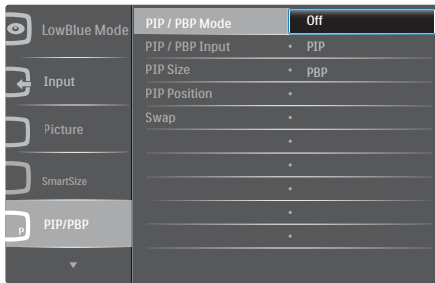 LowBlue Mode
Input
Picture
SmartSize
P
PIP/PBP
PIP / PBP Mode
Off
PIP / PBP Input
PIP
PIP Size
PBP
PIP Position
Swap